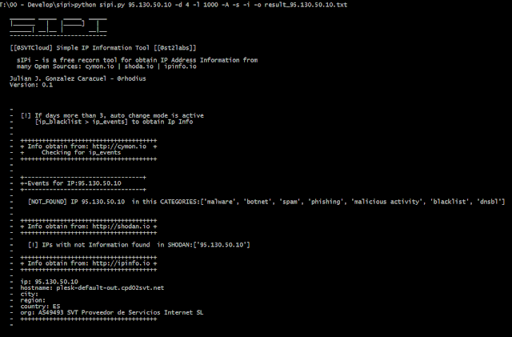 T:\00 - Develop\sipi>python sipi.py 95.130.50.10 -d 4 -l 1000 -A -s -i -o result_95.130.50.10.txt
[[0SVTCloud] Simple IP Information Tool [[0st2labs]]
sIPi - is a free recorn tool for obtain IP Address Information from
many Open Sources: cymon.io | shoda.io | ipinfo.io
Julian J. Gonzalez Caracuel - @rhodius
Version: 0.1
-
- [!] If days more than 3, auto change mode is active
- [ip_blacklist > ip_events] to obtain Ip Info
-
- ++++++++++++++++++++++++++++++++++++++
- + Info obtain from: http://cymon.io +
- + Checking for ip_events
- ++++++++++++++++++++++++++++++++++++++
-
- +--------------------------------+
- +-Events for IP:95.130.50.10
- +--------------------------------+
-
- [NOT_FOUND] IP 95.130.50.10 in this CATEGORIES:['malware', 'botnet', 'spam', 'phishing', 'malicious activity', 'blacklist', 'dnsbl']
-
- ++++++++++++++++++++++++++++++++++++++
- + Info obtain from: http://shodan.io +
- ++++++++++++++++++++++++++++++++++++++
-
- [!] IPs with not Information found in SHODAN:['95.130.50.10']
-
- ++++++++++++++++++++++++++++++++++++++
- + Info obtain from: http://ipinfo.io +
- ++++++++++++++++++++++++++++++++++++++
-
- ip: 95.130.50.10
- hostname: plesk-default-out.cpd02svt.net
- city:
- region:
- country: ES
- org: AS49493 SVT Proveedor de Servicios Internet SL
- ++++++++++++++++++++++++++++++++++++++
-